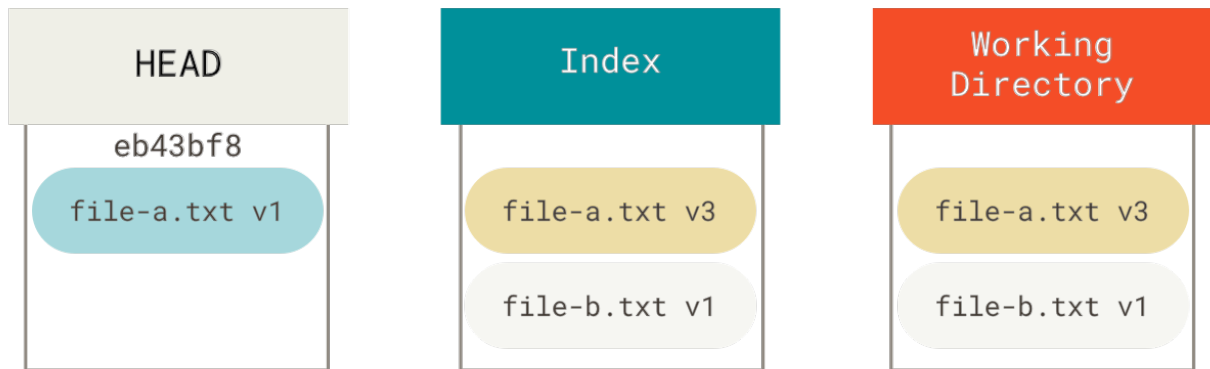 HEAD
eb43bf8
file-a.txt v1
Index
file-a.txt v3
file-b.txt v1
Working
Directory
file-a.txt v3
file-b.txt v1